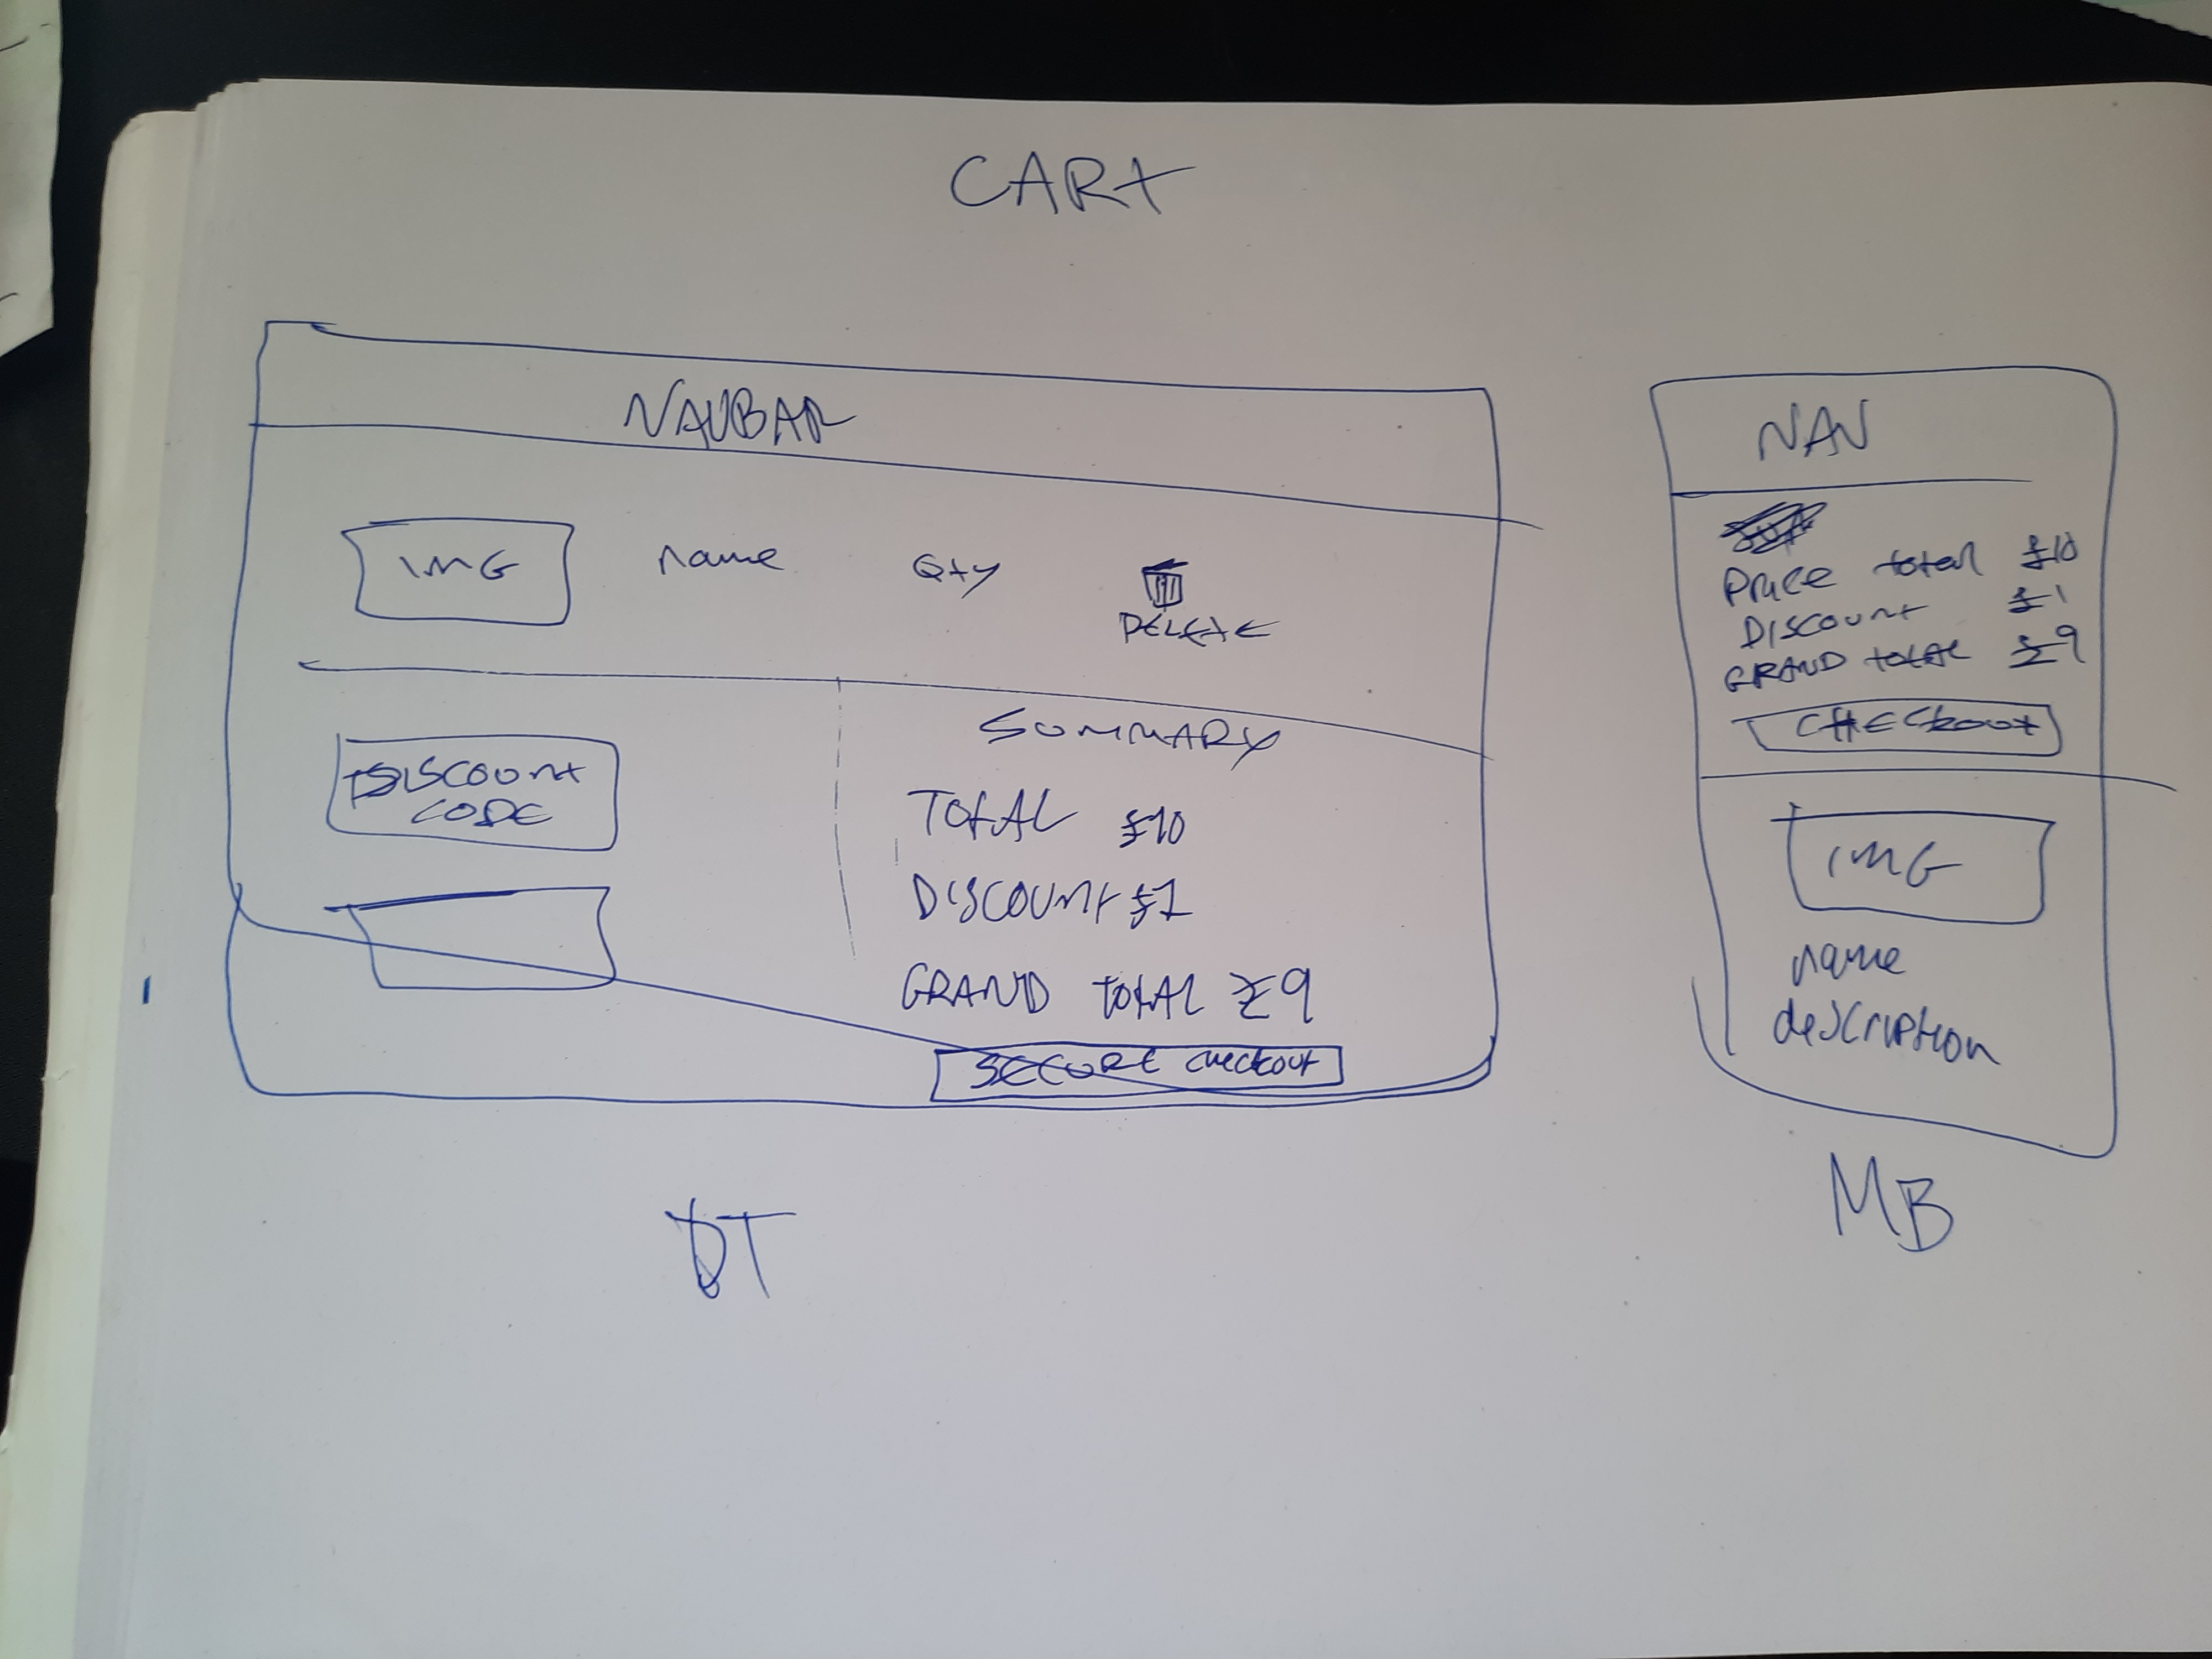 CART
NAVBAR
IMG name Qty
DELETE
DISCOUNT
CODE
SUMMARY
TOTAL £10
DISCOUNT £1
GRAND TOTAL £9
SECURE checkout
DT
NAV
Price total £10
DISCOUNT £1
GRAND total £9
CHECKout
IMG
name
description
MB